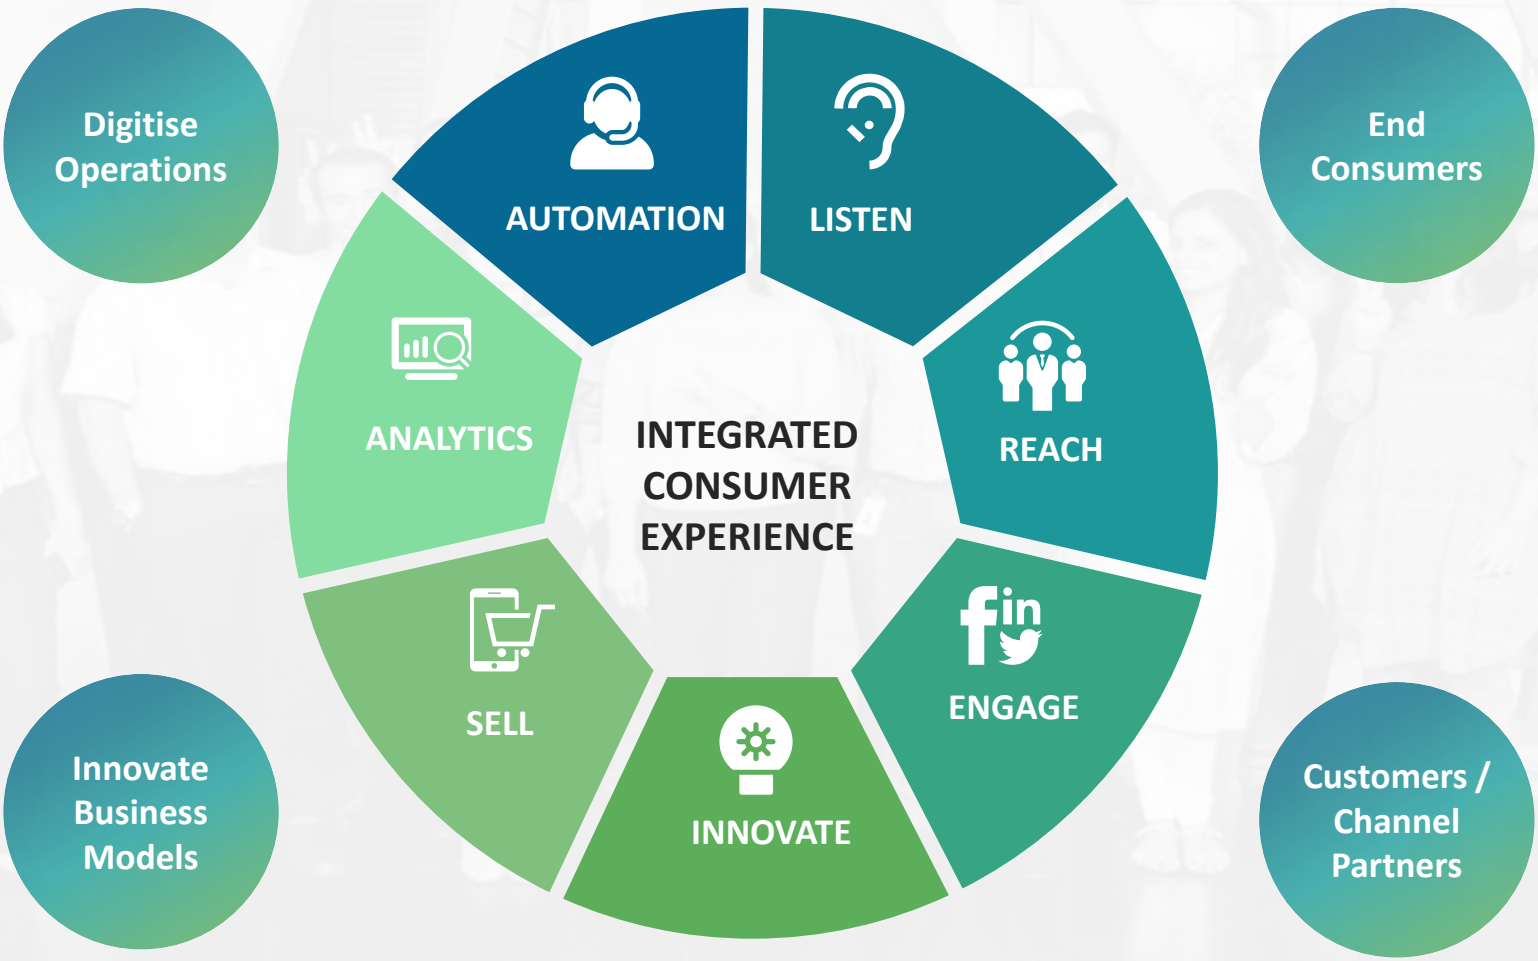 Digitise
Operations
End
Consumers
AUTOMATION
LISTEN
ANALYTICS
REACH
INTEGRATED
CONSUMER
EXPERIENCE
SELL
ENGAGE
INNOVATE
f in
Innovate
Business
Models
Customers /
Channel
Partners